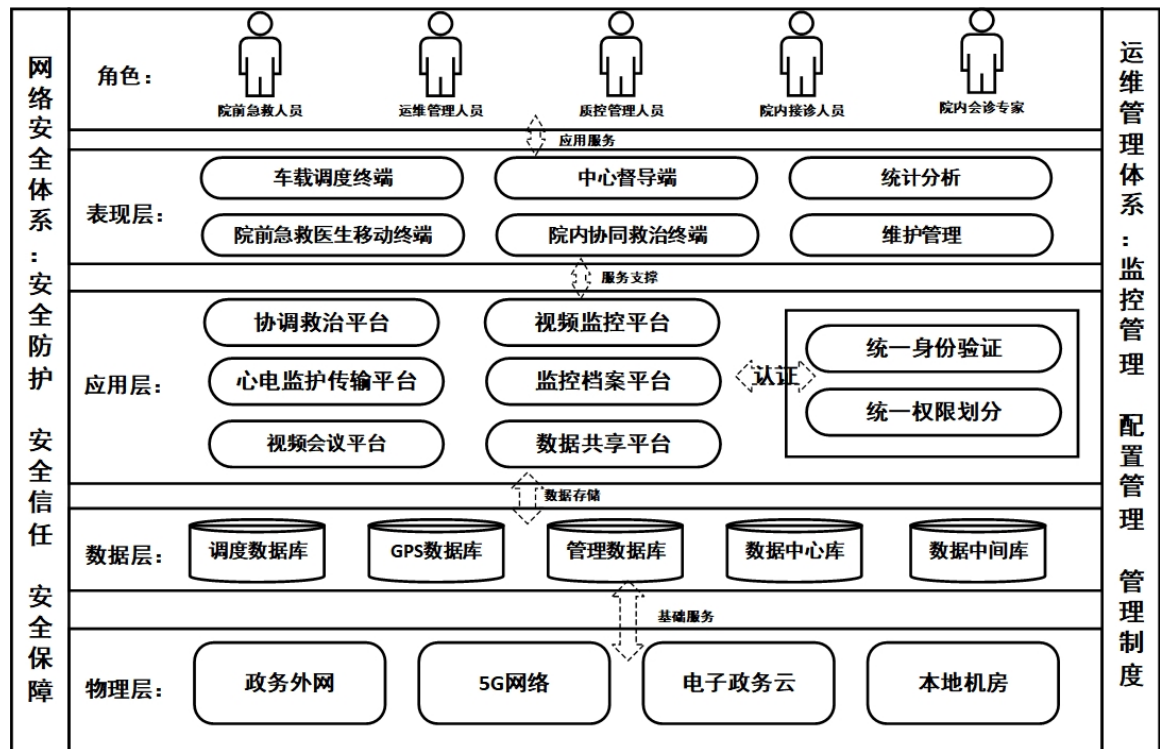 网络安全体系：安全防护 安全信任 安全保障
角色：
院前急救人员
运维管理人员
质控管理人员
院内接诊人员
院内会诊专家
应用服务
表现层：
车载调度终端
中心督导端
统计分析
院前急救医生移动终端
院内协同救治终端
维护管理
服务支撑
应用层：
协调救治平台
视频监控平台
心电监护传输平台
监控档案平台
视频会议平台
数据共享平台
认证
统一身份验证
统一权限划分
数据存储
数据层：
调度数据库
GPS数据库
管理数据库
数据中心库
数据中间库
基础服务
物理层：
政务外网
5G网络
电子政务云
本地机房
运维管理体系：监控管理 配置管理 管理制度